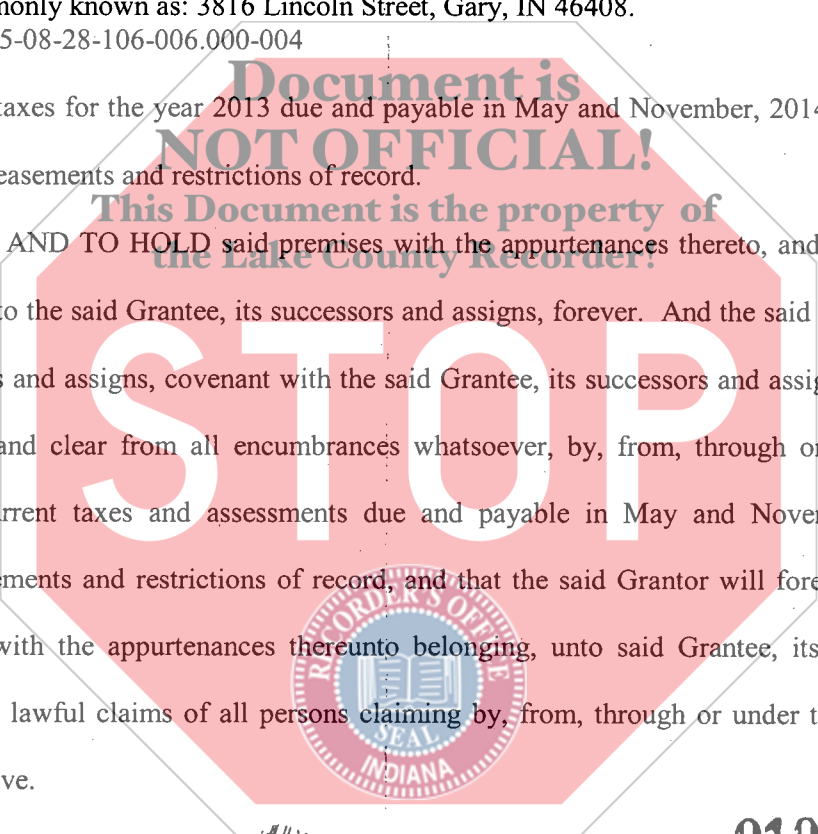 monly known as: 3816 Lincoln Street, Gary, IN 46408.
5-08-28-106-006.000-004
Document is
taxes for the year 2013 due and payable in May and November, 2014
NOT OFFICIAL!
easements and restrictions of record.
This Document is the property of
AND TO HOLD said premises with the appurtenances thereto, and
the Lake County Recorder!
to the said Grantee, its successors and assigns, forever. And the said
STOP
s and assigns, covenant with the said Grantee, its successors and assig
and clear from all encumbrances whatsoever, by, from, through or
rrent taxes and assessments due and payable in May and Nove
ements and restrictions of record, and that the said Grantor will fore
RECORDER'S OFFICE
with the appurtenances thereunto belonging, unto said Grantee, its
lawful claims of all persons claiming by, from, through or under t
SEAL
INDIANA
ve.